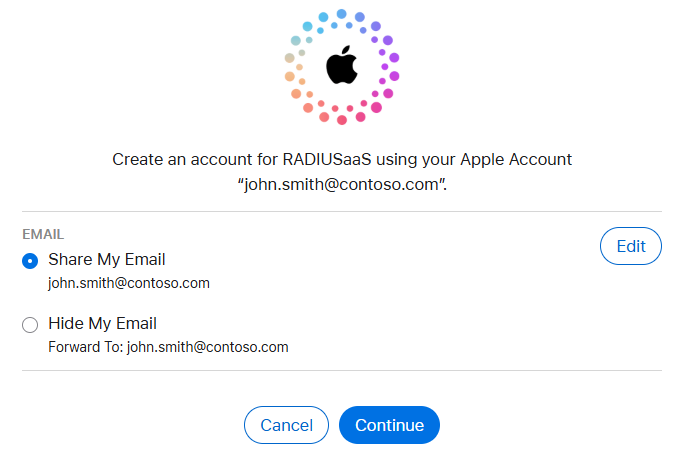 Create an account for RADIUSaaS using your Apple Account
“john.smith@contoso.com”.
EMAIL
Edit
Share My Email
john.smith@contoso.com
Hide My Email
Forward To: john.smith@contoso.com
Cancel
Continue